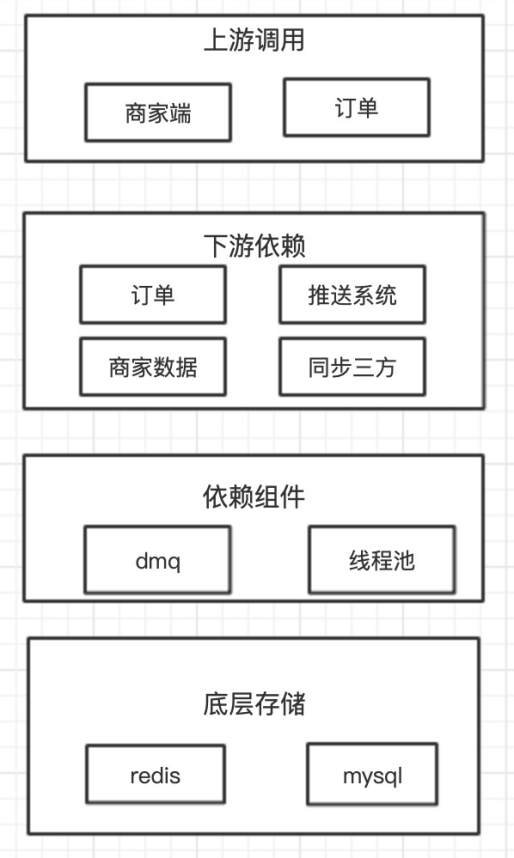 上游调用
商家端
订单
下游依赖
订单
推送系统
商家数据
同步三方
依赖组件
dmq
线程池
底层存储
redis
mysql